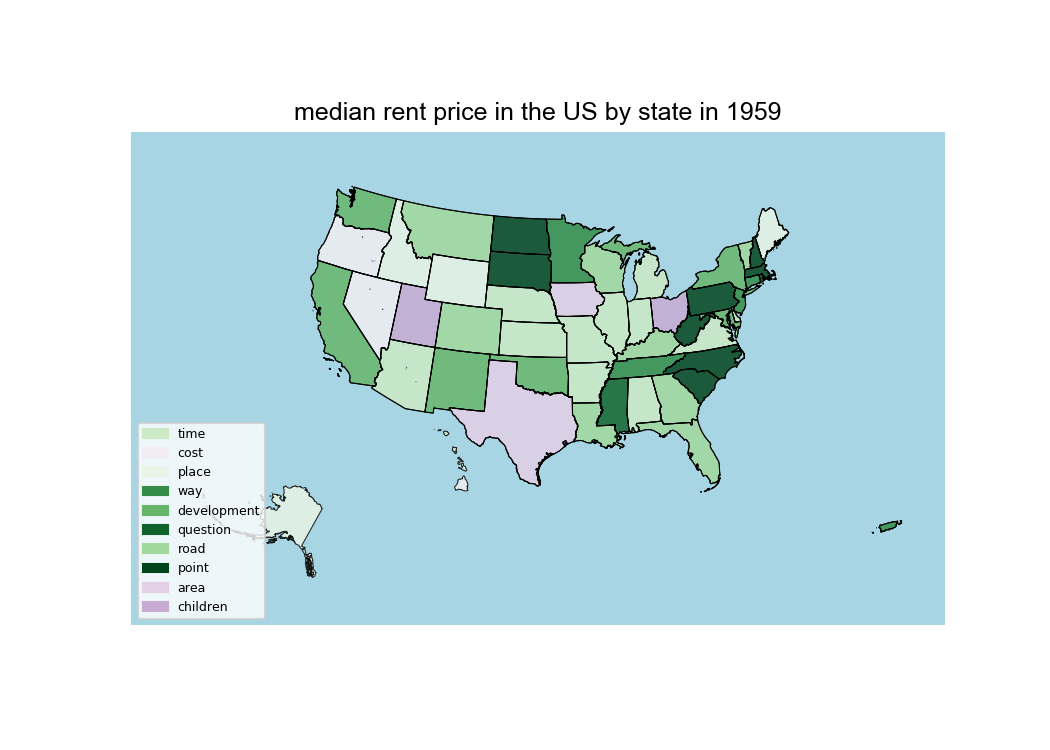 median rent price in the US by state in 1959
time
cost
place
way
development
question
road
point
area
children